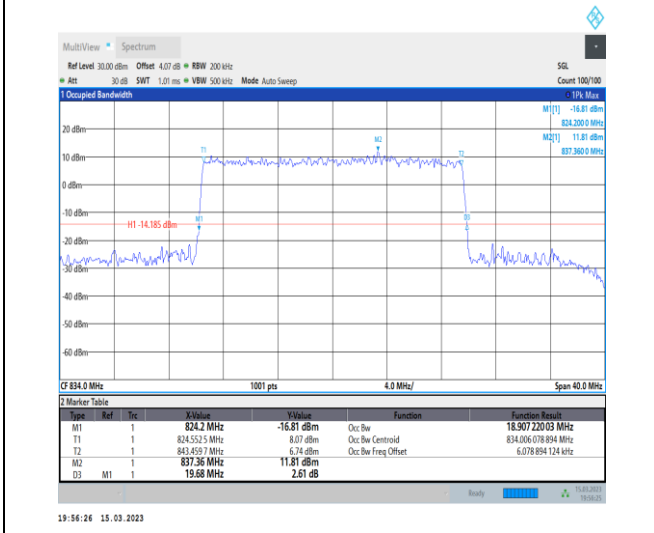 MultiView Spectrum
Ref Level 30.00 dBm Offset 4.07 dB RBW 200 kHz SGL
Att 30 dB SWT 1.01 ms VBW 500 kHz Mode Auto Sweep Count 100/100
1 Occupied Bandwidth 1Pk Max
M1[1] -16.81 dBm
824.200 0 MHz
20 dBm M2[1] 11.81 dBm
837.360 0 MHz
M2
T1 T2
10 dBm
0 dBm
-10 dBm
M1 D3
H1 -14.185 dBm
-20 dBm
-30 dBm
-40 dBm
-50 dBm
-60 dBm
CF 834.0 MHz 1001 pts 4.0 MHz/ Span 40.0 MHz
2 Marker Table
Type Ref Trc X-Value Y-Value Function Function Result
M1 1 824.2 MHz -16.81 dBm Occ Bw 18.907 220 03 MHz
T1 1 824.552 5 MHz 8.07 dBm Occ Bw Centroid 834.006 078 894 MHz
T2 1 843.459 7 MHz 6.74 dBm Occ Bw Freq Offset 6.078 894 124 kHz
M2 1 837.36 MHz 11.81 dBm
D3 M1 1 19.68 MHz 2.61 dB
Ready 15.03.2023
19:56:25
19:56:26 15.03.2023